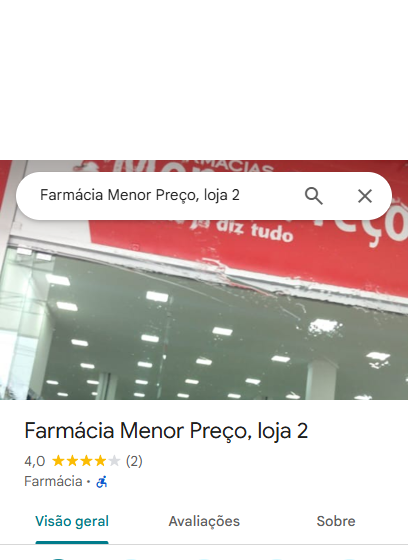 FARMÁCIAS
Farmácia Menor Preço, loja 2
já diz tudo
Farmácia Menor Preço, loja 2
4,0 (2)
Farmácia ·
Visão geral Avaliações Sobre